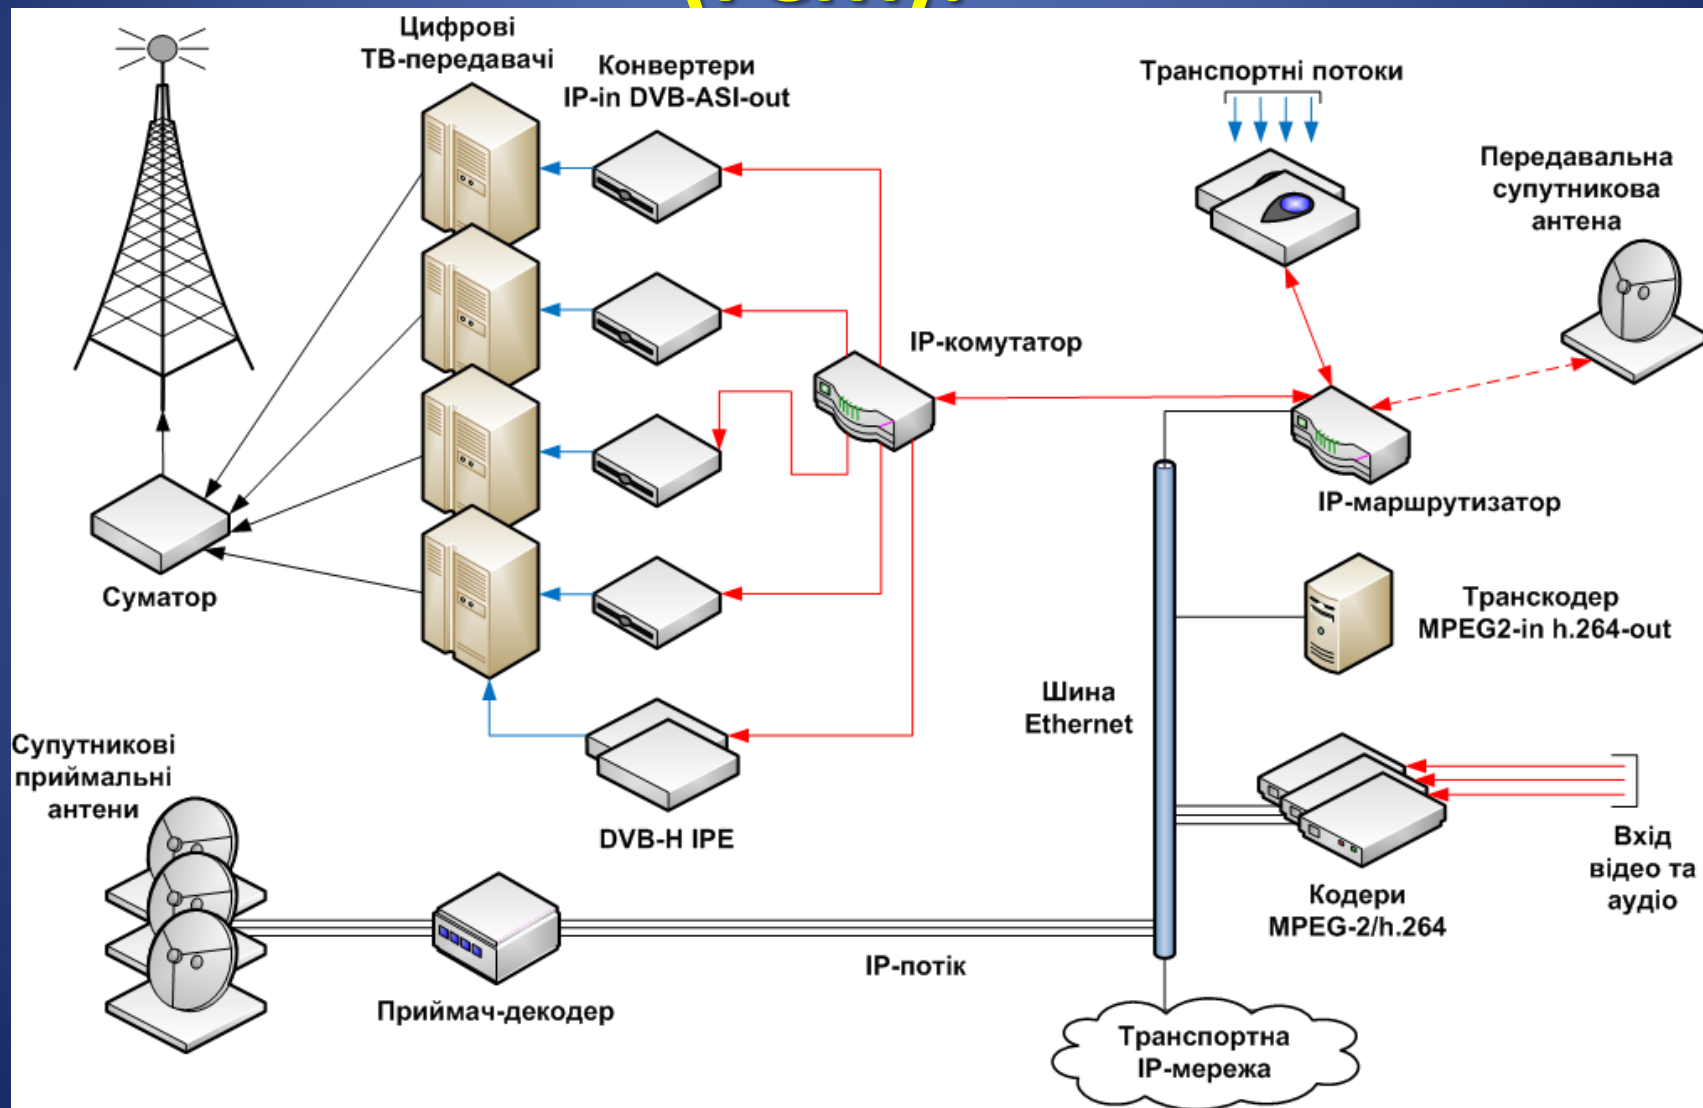 Цифрові
ТВ-передавачі
Конвертери
IP-in DVB-ASI-out
Транспортні потоки
Передавальна
супутникова
антена
IP-комутатор
IP-маршрутизатор
Суматор
Транскодер
MPEG2-in h.264-out
Шина
Ethernet
Супутникові
приймальні
антени
DVB-H IPE
Вхід
відео та
аудіо
Кодери
MPEG-2/h.264
IP-потік
Приймач-декодер
Транспортна
IP-мережа